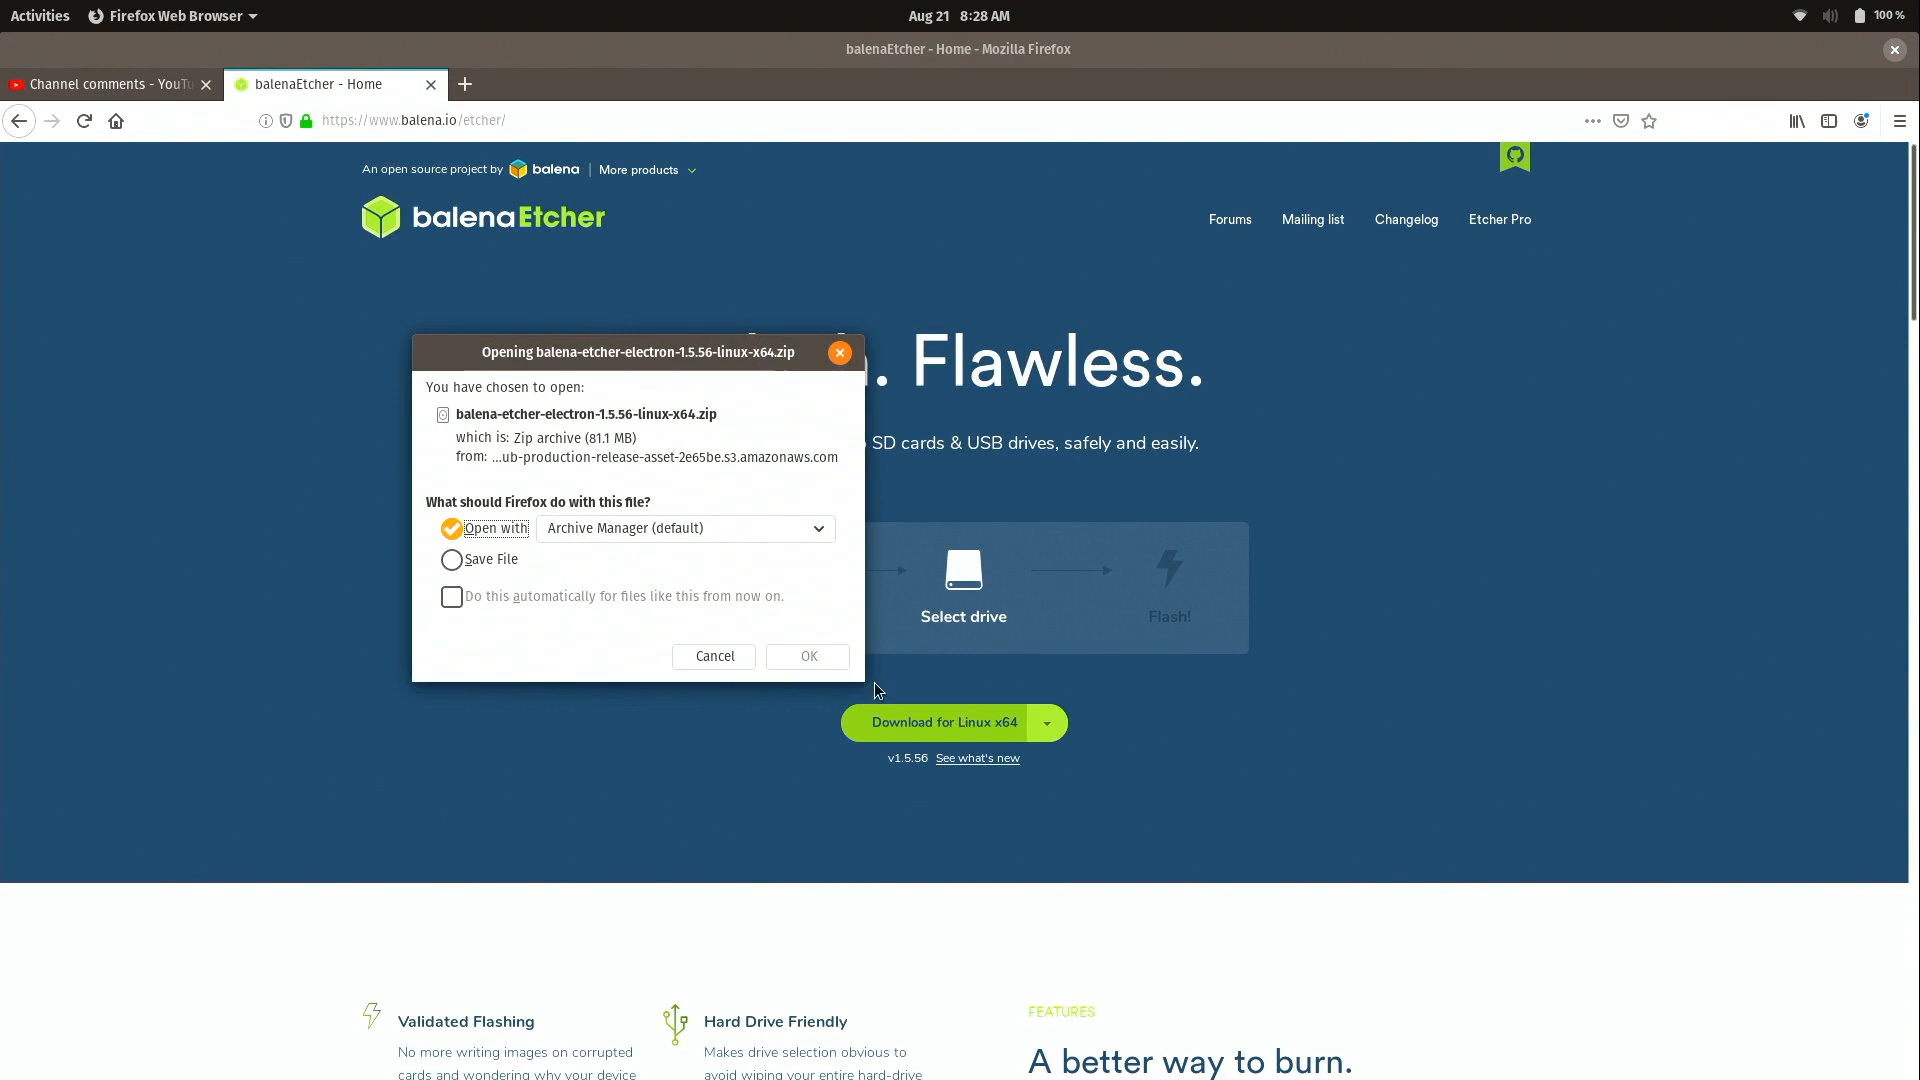 Activities
Firefox Web Browser
Aug 21 8:28 AM
100 %
balenaEtcher - Home - Mozilla Firefox
Channel comments - YouTu
balenaEtcher - Home
https://www.balena.io/etcher/
An open source project by balena | More products
balenaEtcher
Forums
Mailing list
Changelog
Etcher Pro
. Flawless.
SD cards & USB drives, safely and easily.
Opening balena-etcher-electron-1.5.56-linux-x64.zip
You have chosen to open:
balena-etcher-electron-1.5.56-linux-x64.zip
which is: Zip archive (81.1 MB)
from: ...ub-production-release-asset-2e65be.s3.amazonaws.com
What should Firefox do with this file?
Open with
Archive Manager (default)
Save File
Do this automatically for files like this from now on.
Cancel
OK
Select drive
Flash!
Download for Linux x64
v1.5.56 See what's new
Validated Flashing
No more writing images on corrupted
cards and wondering why your device
Hard Drive Friendly
Makes drive selection obvious to
avoid wiping your entire hard-drive
FEATURES
A better way to burn.